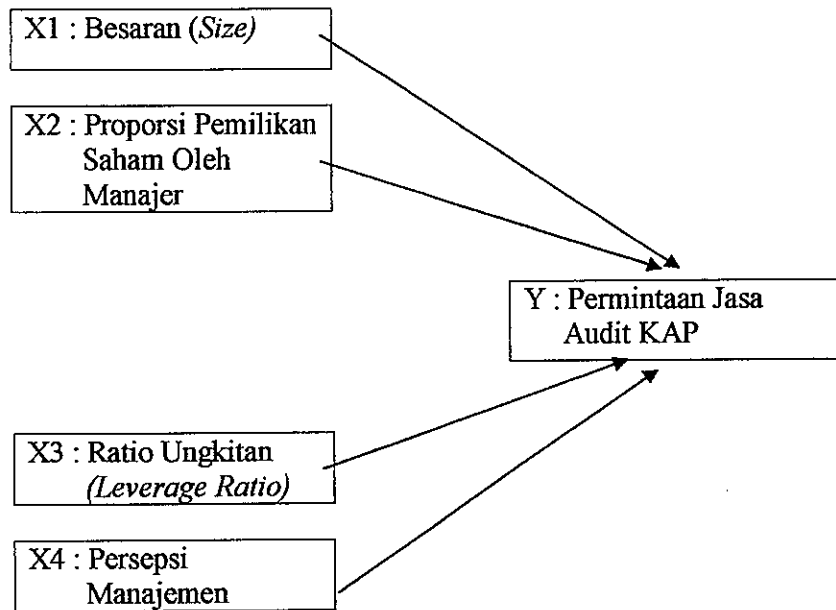 X1 : Besaran (Size)
X2 : Proporsi Pemilikan
Saham Oleh
Manajer
Y : Permintaan Jasa
Audit KAP
X3 : Ratio Ungkitan
(Leverage Ratio)
X4 : Persepsi
Manajemen